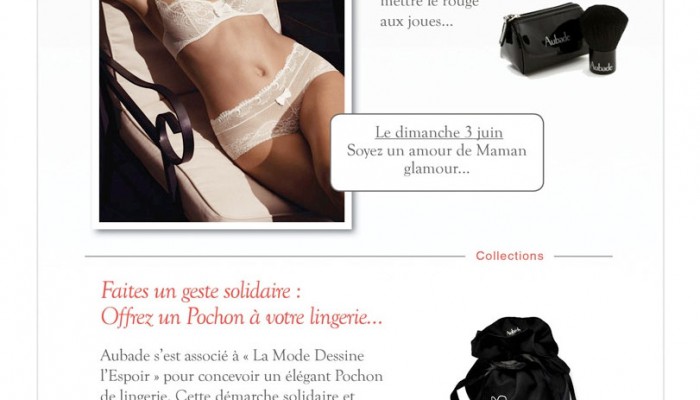 mettre le rouge
aux joues...
Aubade
Aubade
Le dimanche 3 juin
Soyez un amour de Maman
glamour...
Collections
Faites un geste solidaire :
Offrez un Pochon à votre lingerie...
Aubade
Aubade s'est associé à « La Mode Dessine
l'Espoir » pour concevoir un élégant Pochon
de lingerie. Cette démarche solidaire et